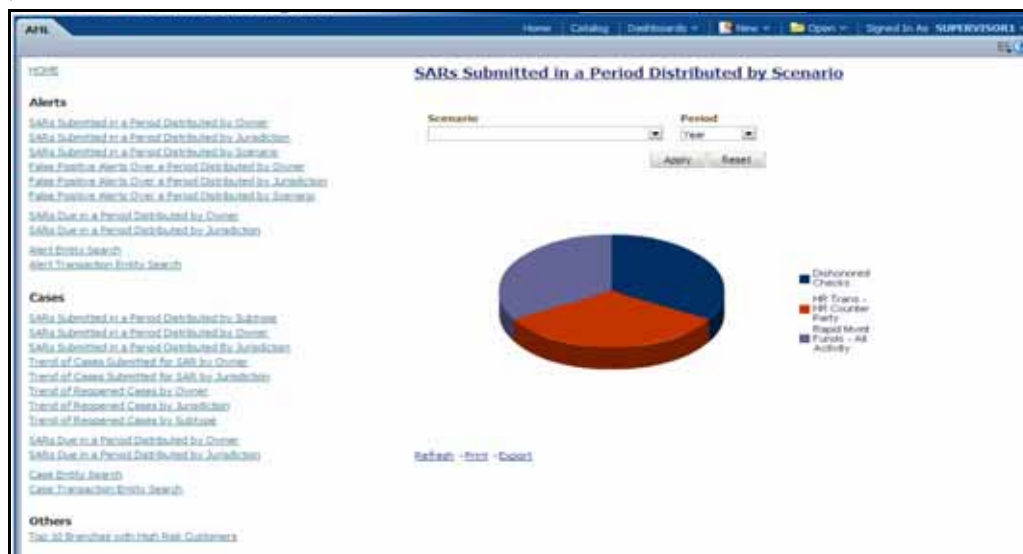 AML
Home Catalog Dashboards New Open Signed In As SUPERVISOR1
HOME
Alerts
SARs Submitted in a Period Distributed by Owner
SARs Submitted in a Period Distributed by Jurisdiction
SARs Submitted in a Period Distributed by Scenario
False Positive Alerts Over a Period Distributed by Owner
False Positive Alerts Over a Period Distributed by Jurisdiction
False Positive Alerts Over a Period Distributed by Scenario
SARs Due in a Period Distributed by Owner
SARs Due in a Period Distributed by Jurisdiction
Alert Entity Search
Alert Transaction Entity Search
Cases
SARs Submitted in a Period Distributed by Subtype
SARs Submitted in a Period Distributed by Owner
SARs Submitted in a Period Distributed By Jurisdiction
Trend of Cases Submitted for SAR by Owner
Trend of Cases Submitted for SAR by Jurisdiction
Trend of Reopened Cases by Owner
Trend of Reopened Cases by Jurisdiction
Trend of Reopened Cases by Subtype
SARs Due in a Period Distributed by Owner
SARs Due in a Period Distributed by Jurisdiction
Case Entity Search
Case Transaction Entity Search
Others
Top 10 Branches with High Risk Customers
SARs Submitted in a Period Distributed by Scenario
Scenario Period
Year
Apply Reset
Dishonored
Checks
HR Trans -
HR Counter
Party
Rapid Mvmt
Funds - All
Activity
Refresh - Print - Export